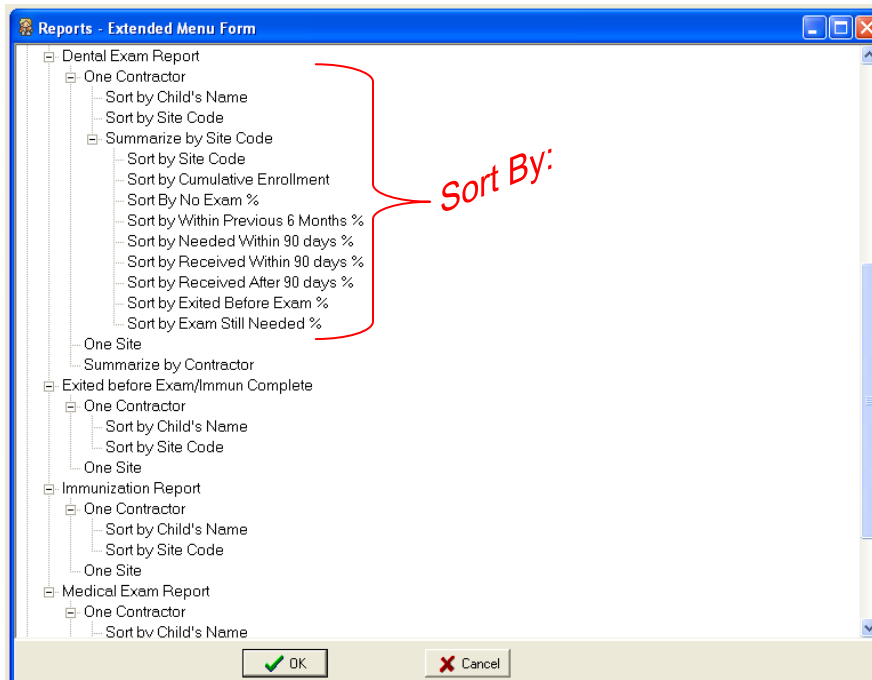 Reports - Extended Menu Form
Dental Exam Report
One Contractor
Sort by Child's Name
Sort by Site Code
Summarize by Site Code
Sort by Site Code
Sort by Cumulative Enrollment
Sort By No Exam %
Sort by Within Previous 6 Months %
Sort by Needed Within 90 days %
Sort by Received Within 90 days %
Sort by Received After 90 days %
Sort by Exited Before Exam %
Sort by Exam Still Needed %
Sort By:
One Site
Summarize by Contractor
Exited before Exam/Immun Complete
One Contractor
Sort by Child's Name
Sort by Site Code
One Site
Immunization Report
One Contractor
Sort by Child's Name
Sort by Site Code
One Site
Medical Exam Report
One Contractor
Sort by Child's Name
OK
Cancel